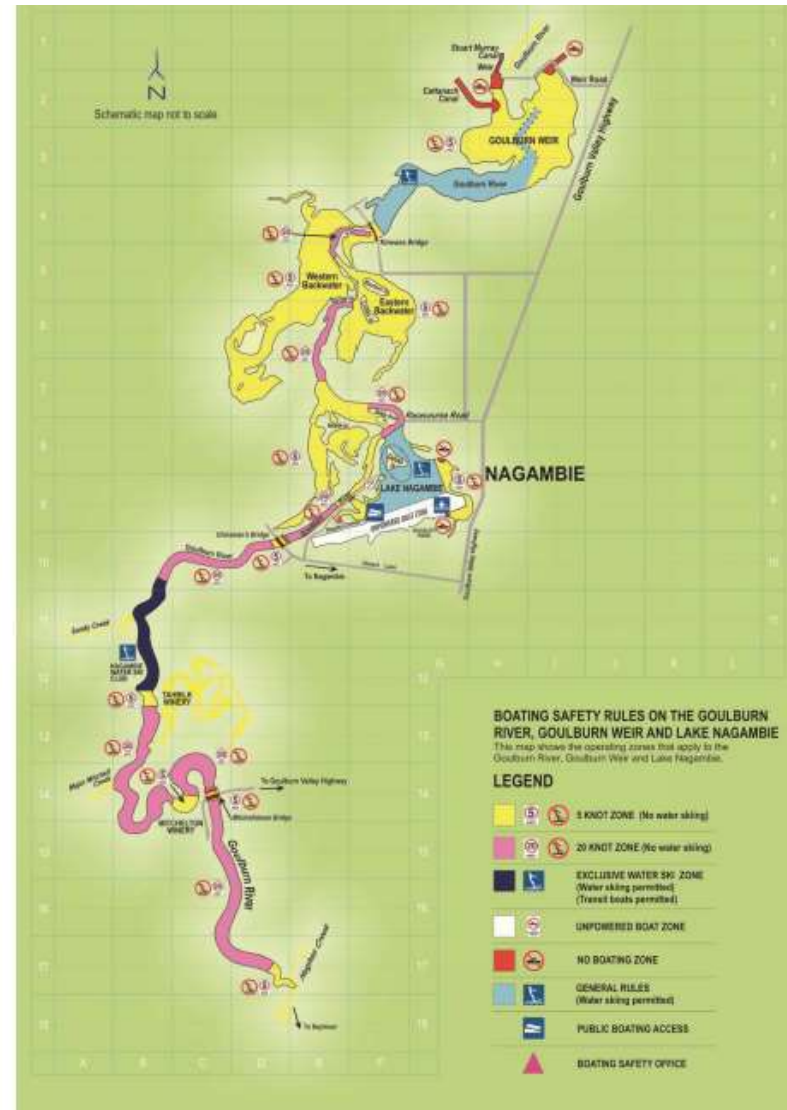 N
Schematic map not to scale
Stuart Murray
Canal
Weir
Goulburn River
Cattanach
Canal
Weir Road
GOULBURN WEIR
Goulburn River
Goulburn Valley Highway
Kirwans Bridge
Western
Backwater
Eastern
Backwater
Racecourse Road
LAKE NAGAMBIE
NAGAMBIE
UNPOWERED BOAT ZONE
Goulburn River
To Nagambie
Goulburn Valley Highway
Sandy Creek
NAGAMBIE
WATER SKI
CLUB
TAHBILK
WINERY
Major Mitchell
Creek
MITCHELTON
WINERY
To Goulburn Valley Highway
Mitchelstown Bridge
Goulburn River
Hughes Creek
To Seymour
BOATING SAFETY RULES ON THE GOULBURN
RIVER, GOULBURN WEIR AND LAKE NAGAMBIE
This map shows the operating zones that apply to the
Goulburn River, Goulburn Weir and Lake Nagambie.
LEGEND
5 KNOT ZONE (No water skiing)
20 KNOT ZONE (No water skiing)
EXCLUSIVE WATER SKI ZONE
(Water skiing permitted)
(Transit boats permitted)
UNPOWERED BOAT ZONE
NO BOATING ZONE
GENERAL RULES
(Water skiing permitted)
PUBLIC BOATING ACCESS
BOATING SAFETY OFFICE